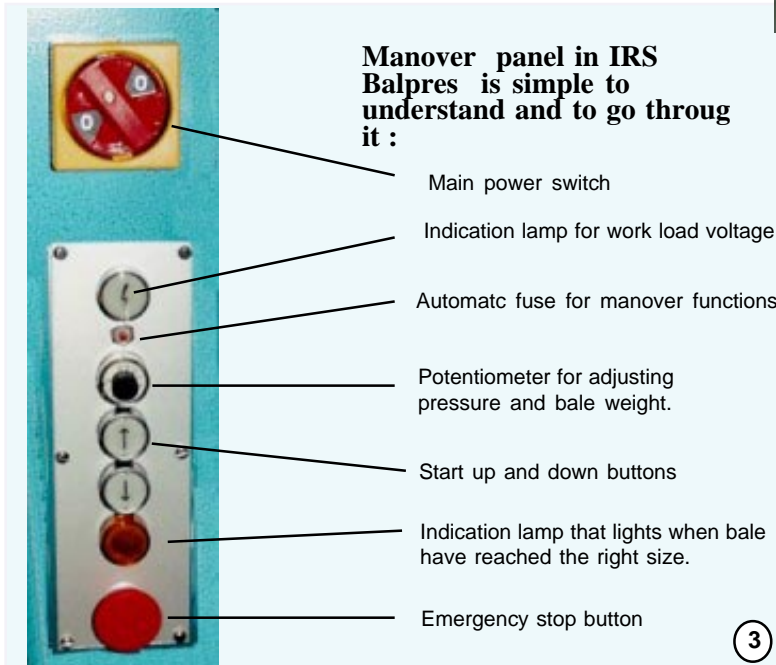 Manover panel in IRS
Balpres is simple to
understand and to go throug
it :
Main power switch
Indication lamp for work load voltage
Automatc fuse for manover functions
Potentiometer for adjusting
pressure and bale weight.
Start up and down buttons
Indication lamp that lights when bale
have reached the right size.
Emergency stop button
3
0
0